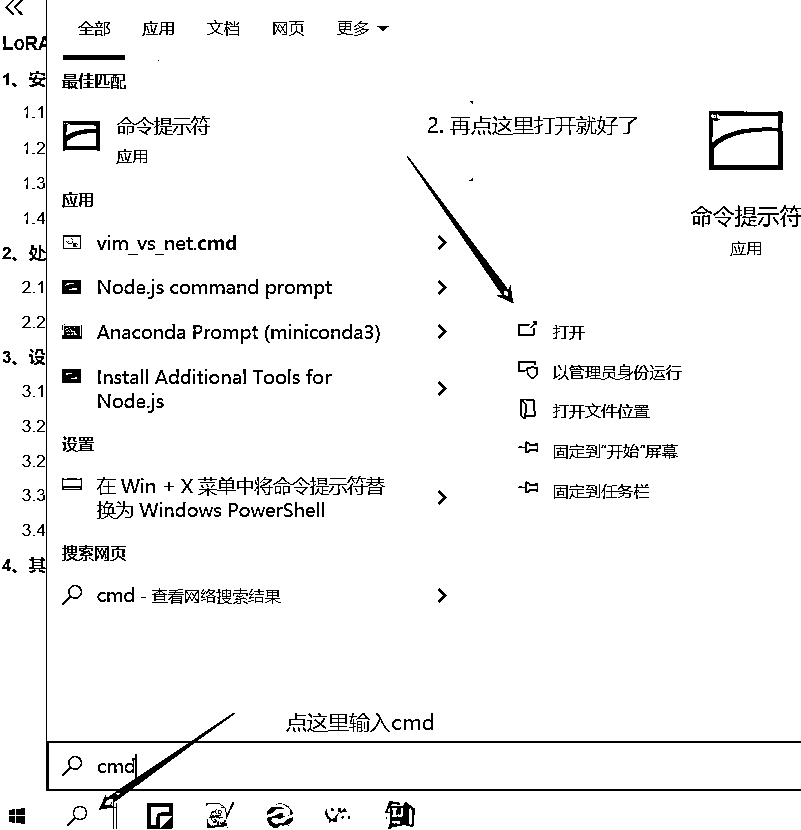 LoRA
全部 应用 文档 网页 更多
1、安
最佳匹配
1.1
命令提示符
2. 再点这里打开就好了
1.2
应用
1.3
应用
命令提示符
1.4
应用
2、处
vim_vs_net.cmd
2.1
Node.js command prompt
2.2
Anaconda Prompt (miniconda3)
打开
3、设
以管理员身份运行
3.1
Install Additional Tools for
Node.js
打开文件位置
3.2
设置
固定到“开始”屏幕
3.2
在 Win + X 菜单中将命令提示符替
固定到任务栏
3.3
换为 Windows PowerShell
3.4
搜索网页
4、其
cmd - 查看网络搜索结果
点这里输入cmd
cmd